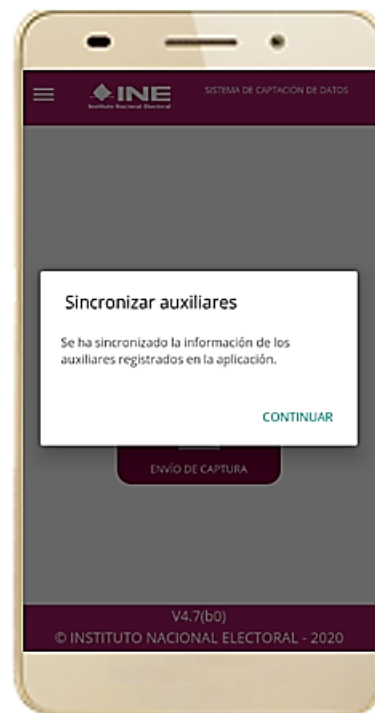 INE
Instituto Nacional Electoral
SISTEMA DE CAPTACIÓN DE DATOS
Sincronizar auxiliares
Se ha sincronizado la información de los
auxiliares registrados en la aplicación.
CONTINUAR
ENVÍO DE CAPTURA
V4.7(b0)
© INSTITUTO NACIONAL ELECTORAL - 2020